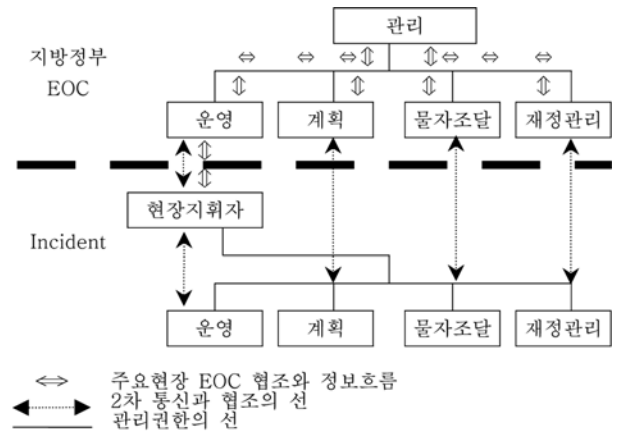 관리
지방정부
EOC
운영 계획 물자조달 재정관리
현장지휘자
Incident
운영 계획 물자조달 재정관리
주요현장 EOC 협조와 정보흐름
2차 통신과 협조의 선
관리권한의 선